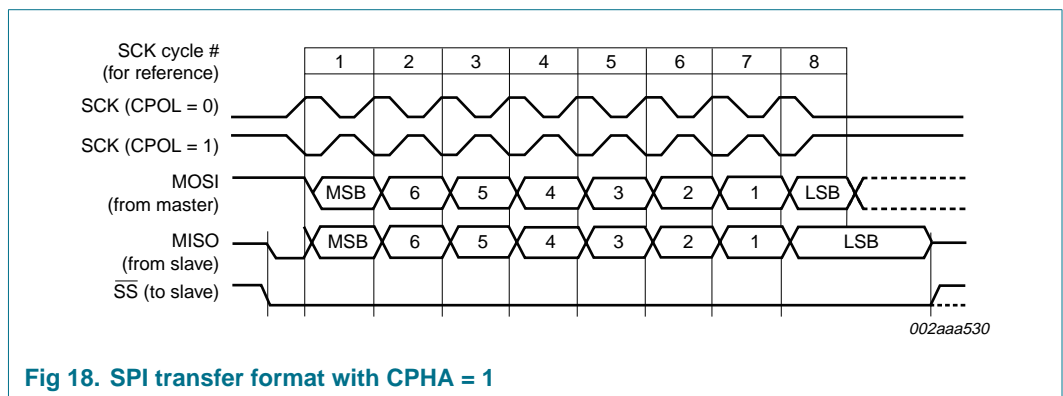 SCK cycle #
(for reference)
1 2 3 4 5 6 7 8
SCK (CPOL = 0)
SCK (CPOL = 1)
MOSI
(from master)
MSB 6 5 4 3 2 1 LSB
MISO
(from slave)
MSB 6 5 4 3 2 1 LSB
SS (to slave)
002aaa530
Fig 18. SPI transfer format with CPHA = 1